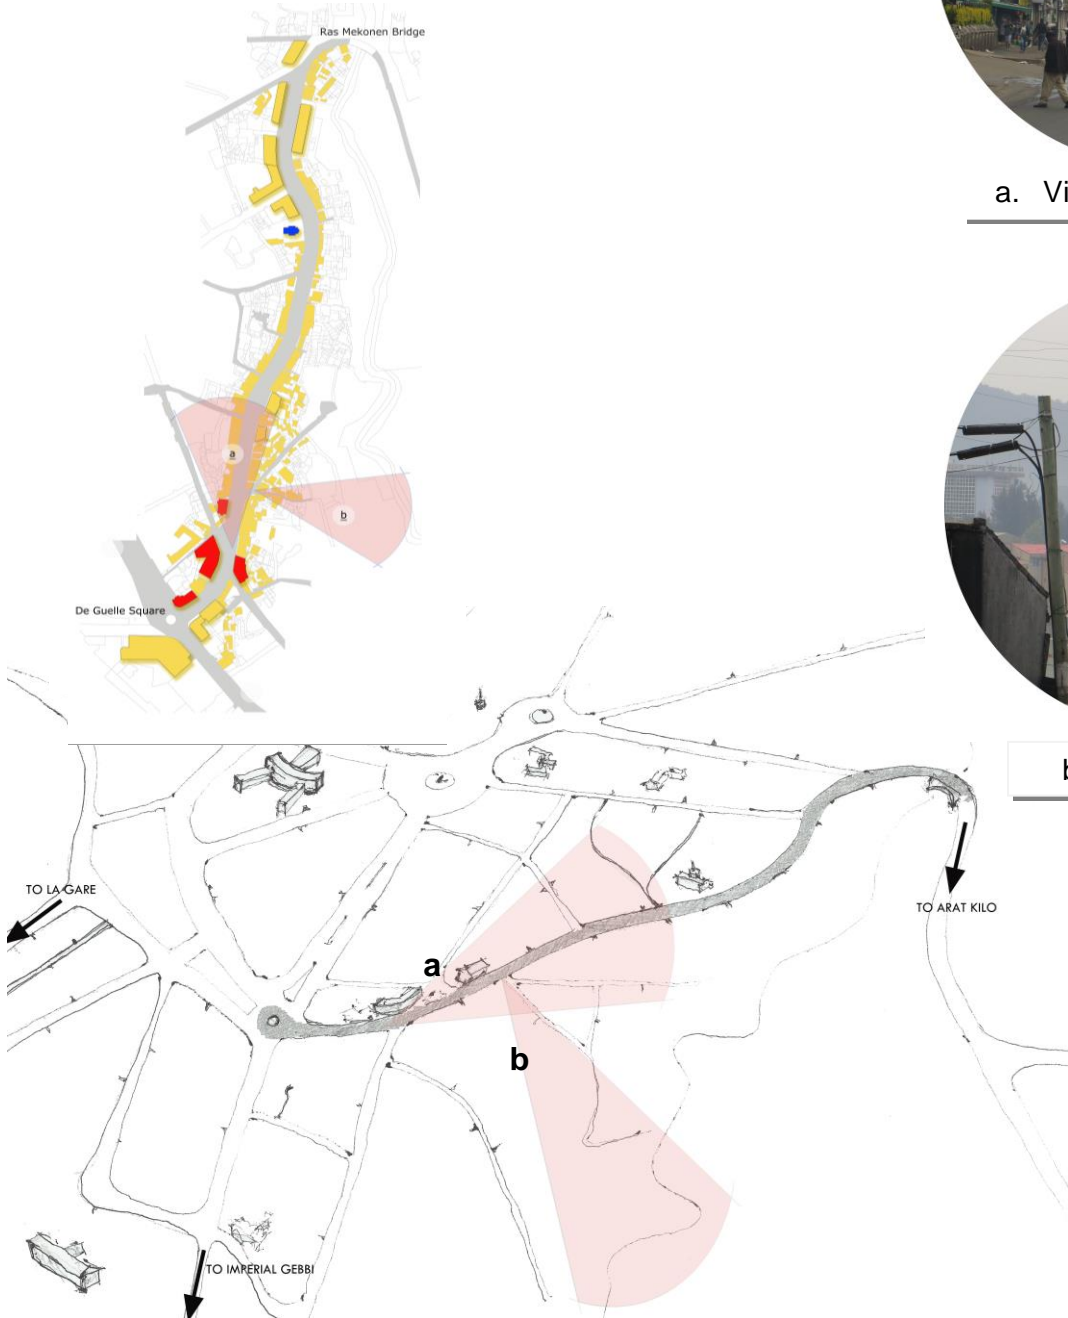 Ras Mekonen Bridge
a. Vi
a
b
De Guelle Square
b
TO LA GARE
TO ARAT KILO
a
b
TO IMPERIAL GEBBI